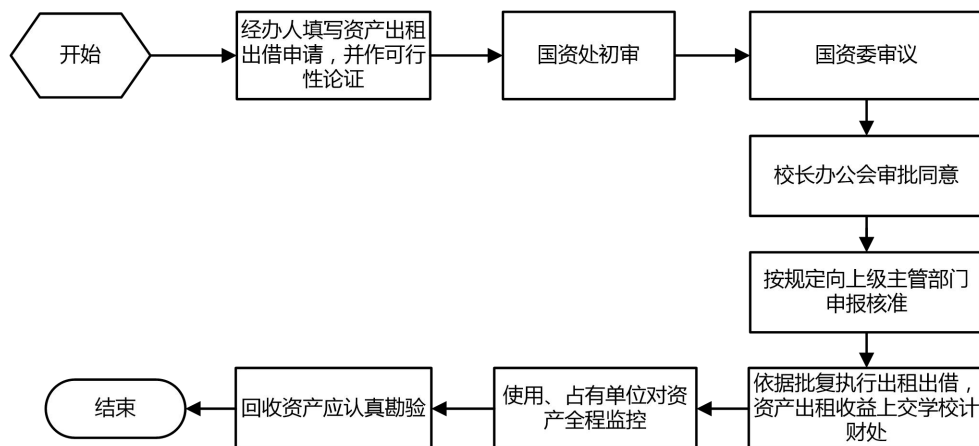 开始
经办人填写资产出租
出借申请，并作可行
性论证
国资处初审
国资委审议
校长办公会审批同意
按规定向上级主管部门
申报核准
依据批复执行出租出借，
资产出租收益上交学校计
财处
使用、占有单位对资
产全程监控
回收资产应认真勘验
结束